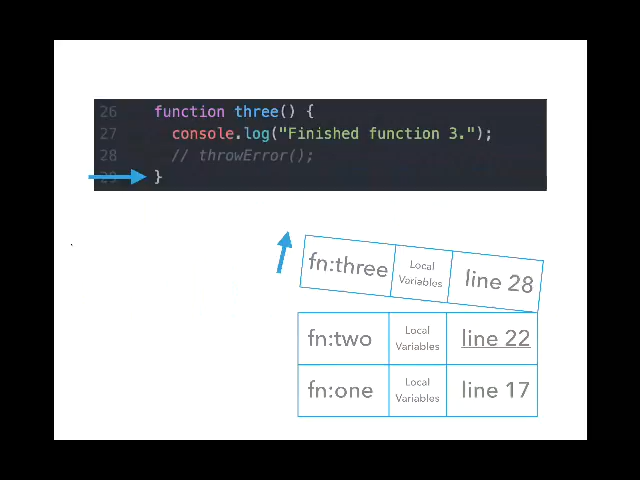 26 function three() {
27 console.log("Finished function 3.");
28 // throwError();
29 }
fn:three Local Variables line 28
fn:two Local Variables line 22
fn:one Local Variables line 17